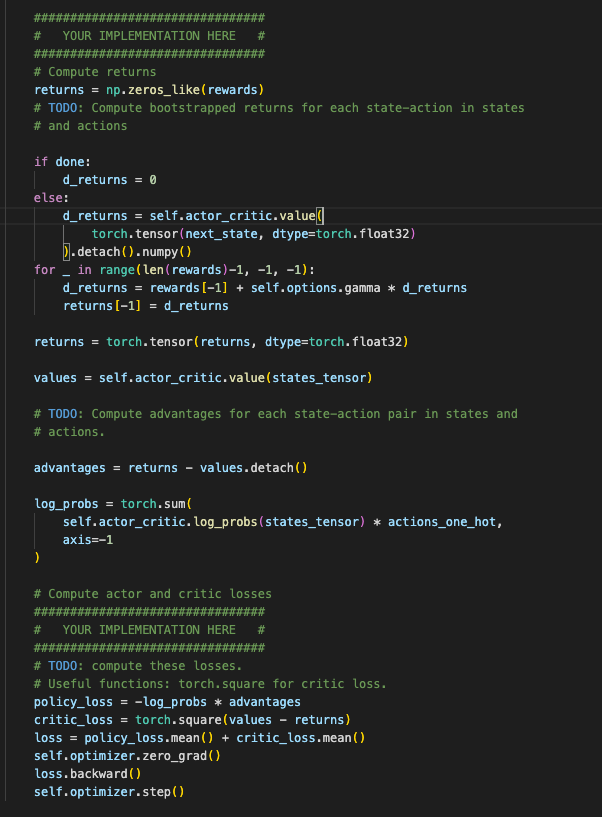 ################################
#   YOUR IMPLEMENTATION HERE   #
################################
# Compute returns
returns = np.zeros_like(rewards)
# TODO: Compute bootstrapped returns for each state-action in states
# and actions
if done:
    d_returns = 0
else:
    d_returns = self.actor_critic.value(
        torch.tensor(next_state, dtype=torch.float32)
    ).detach().numpy()
for _ in range(len(rewards)-1, -1, -1):
    d_returns = rewards[-1] + self.options.gamma * d_returns
    returns[-1] = d_returns
returns = torch.tensor(returns, dtype=torch.float32)
values = self.actor_critic.value(states_tensor)
# TODO: Compute advantages for each state-action pair in states and
# actions.
advantages = returns - values.detach()
log_probs = torch.sum(
    self.actor_critic.log_probs(states_tensor) * actions_one_hot,
    axis=-1
)
# Compute actor and critic losses
################################
#   YOUR IMPLEMENTATION HERE   #
################################
# TODO: compute these losses.
# Useful functions: torch.square for critic loss.
policy_loss = -log_probs * advantages
critic_loss = torch.square(values - returns)
loss = policy_loss.mean() + critic_loss.mean()
self.optimizer.zero_grad()
loss.backward()
self.optimizer.step()